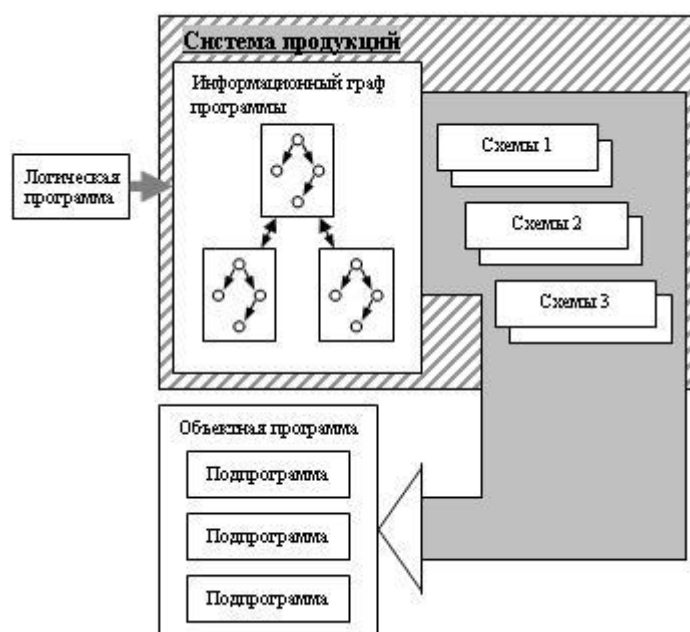 Система продукций
Информационный граф
программы
Логическая
программа
Схемы 1
Схемы 2
Схемы 3
Объектная программа
Подпрограмма
Подпрограмма
Подпрограмма